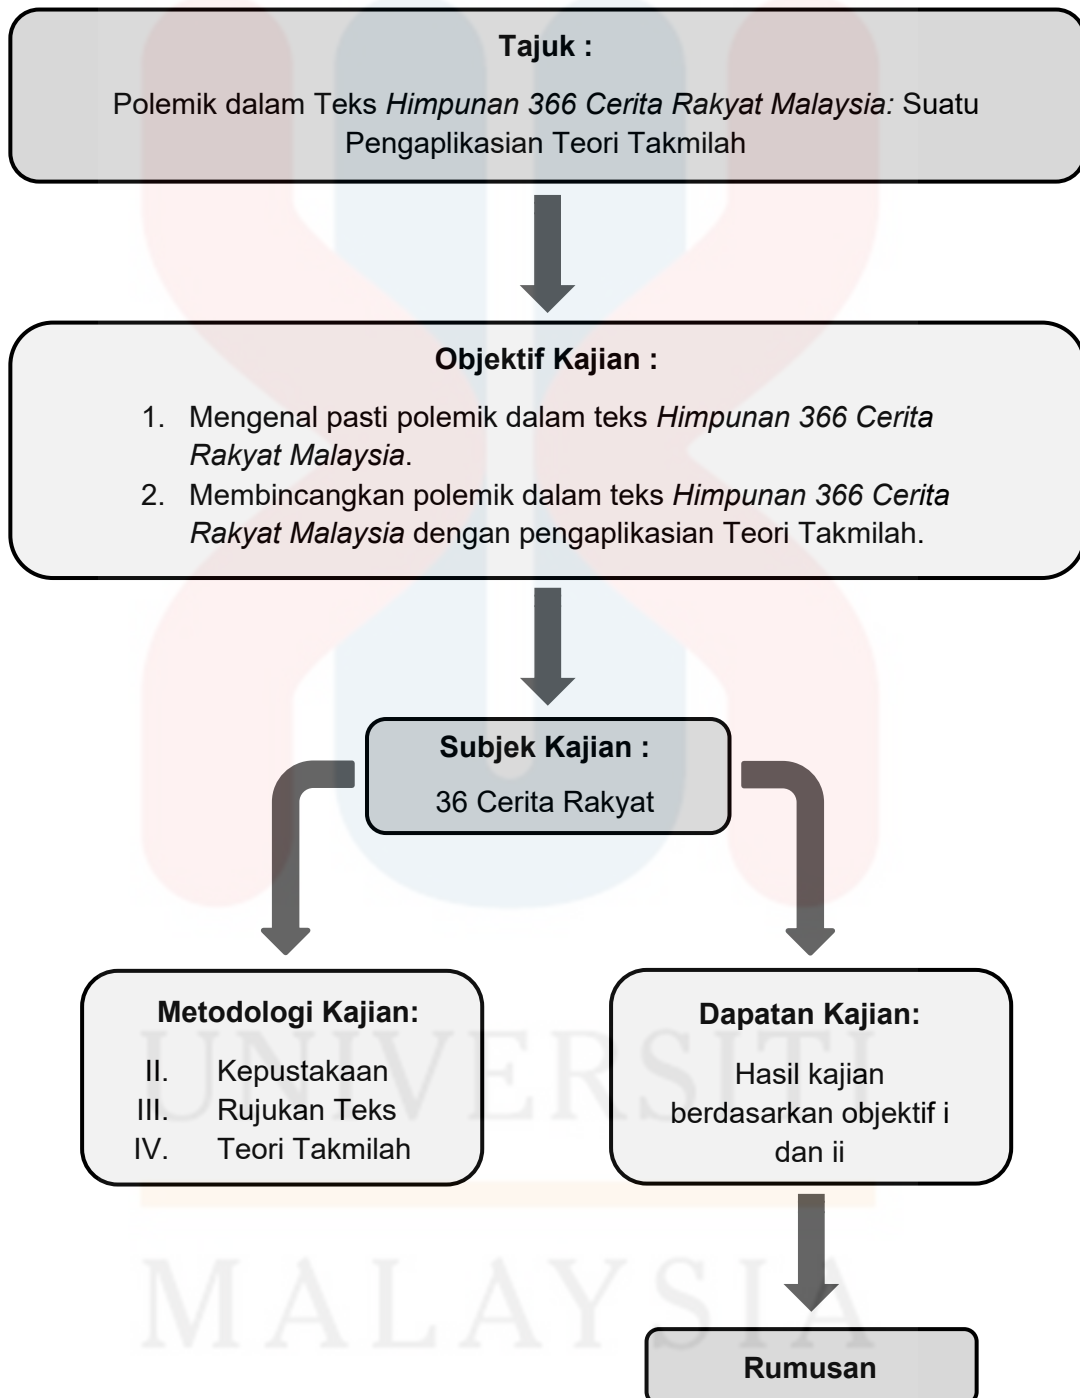 Tajuk :
Polemik dalam Teks Himpunan 366 Cerita Rakyat Malaysia: Suatu
Pengaplikasian Teori Takmilah
Objektif Kajian :
1. Mengenal pasti polemik dalam teks Himpunan 366 Cerita
Rakyat Malaysia.
2. Membincangkan polemik dalam teks Himpunan 366 Cerita
Rakyat Malaysia dengan pengaplikasian Teori Takmilah.
Subjek Kajian :
36 Cerita Rakyat
Metodologi Kajian:
II. Kepustakaan
III. Rujukan Teks
IV. Teori Takmilah
Dapatan Kajian:
Hasil kajian
berdasarkan objektif i
dan ii
UNIVERSITI
MALAYSIA
Rumusan